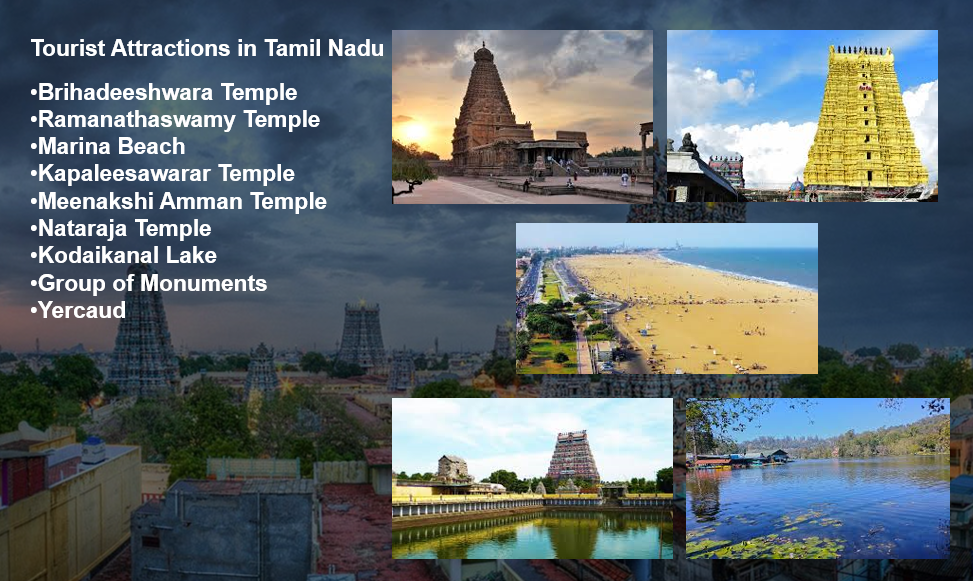 Tourist Attractions in Tamil Nadu
•Brihadeeshwara Temple
•Ramanathaswamy Temple
•Marina Beach
•Kapaleesawarar Temple
•Meenakshi Amman Temple
•Nataraja Temple
•Kodaikanal Lake
•Group of Monuments
•Yercaud